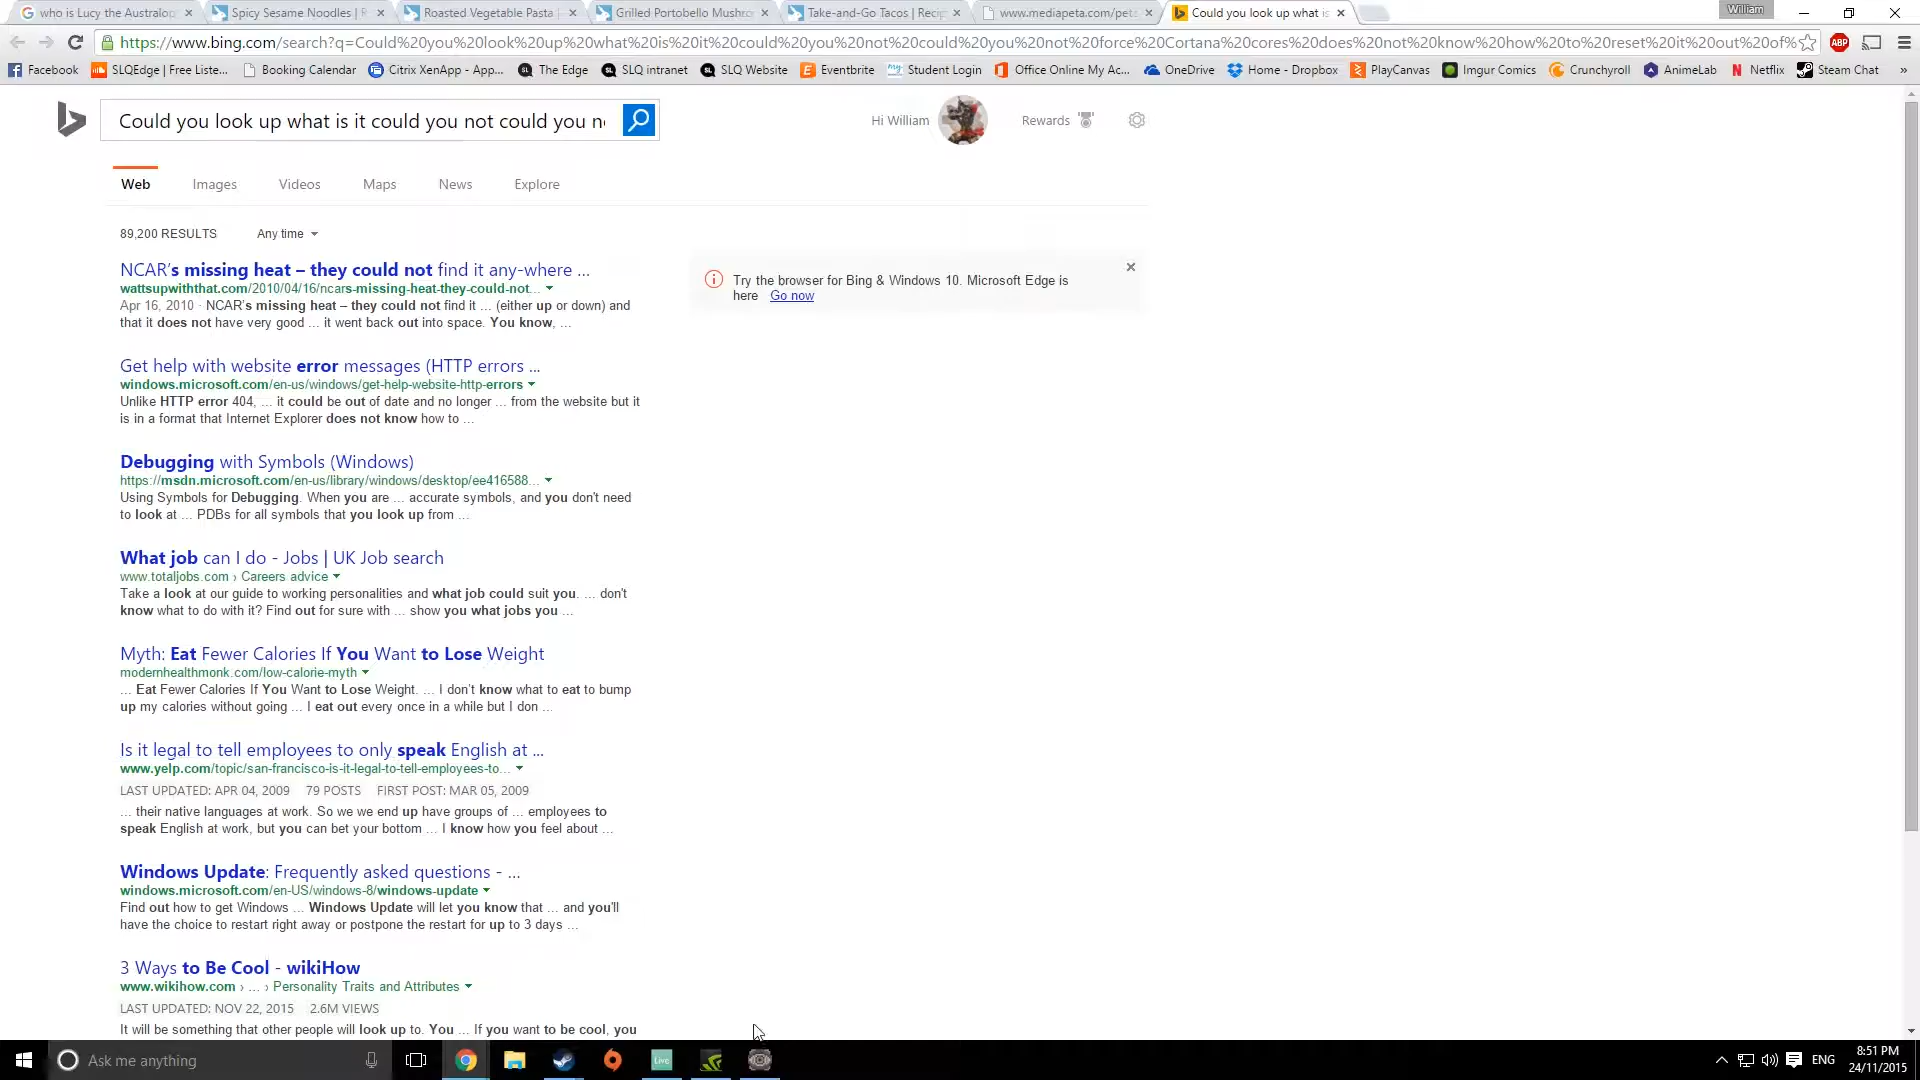 William
who is Lucy the Australop
Spicy Sesame Noodles | R
Roasted Vegetable Pasta |
Grilled Portobello Mushro
Take-and-Go Tacos | Recip
www.mediapeta.com/peta
Could you look up what is
https://www.bing.com/search?q=Could%20you%20look%20up%20what%20is%20it%20could%20you%20not%20could%20you%20not%20force%20Cortana%20cores%20does%20not%20know%20how%20to%20reset%20it%20out%20of%
ABP
Facebook
SLQEdge | Free Liste...
Booking Calendar
Citrix XenApp - App...
The Edge
SLQ intranet
SLQ Website
Eventbrite
Student Login
Office Online My Ac...
OneDrive
Home - Dropbox
PlayCanvas
Imgur Comics
Crunchyroll
AnimeLab
Netflix
Steam Chat
»
Could you look up what is it could you not could you n
Hi William
Rewards
Web Images Videos Maps News Explore
89,200 RESULTS Any time
NCAR's missing heat – they could not find it any-where ...
wattsupwiththat.com/2010/04/16/ncars-missing-heat-they-could-not...
Apr 16, 2010 · NCAR's missing heat – they could not find it ... (either up or down) and
that it does not have very good ... it went back out into space. You know, ...
Try the browser for Bing & Windows 10. Microsoft Edge is
here Go now
Get help with website error messages (HTTP errors ...
windows.microsoft.com/en-us/windows/get-help-website-http-errors
Unlike HTTP error 404, ... it could be out of date and no longer ... from the website but it
is in a format that Internet Explorer does not know how to ...
Debugging with Symbols (Windows)
https://msdn.microsoft.com/en-us/library/windows/desktop/ee416588...
Using Symbols for Debugging. When you are ... accurate symbols, and you don't need
to look at ... PDBs for all symbols that you look up from ...
What job can I do - Jobs | UK Job search
www.totaljobs.com › Careers advice
Take a look at our guide to working personalities and what job could suit you. ... don't
know what to do with it? Find out for sure with ... show you what jobs you ...
Myth: Eat Fewer Calories If You Want to Lose Weight
modernhealthmonk.com/low-calorie-myth
... Eat Fewer Calories If You Want to Lose Weight. ... I don't know what to eat to bump
up my calories without going ... I eat out every once in a while but I don ...
Is it legal to tell employees to only speak English at ...
www.yelp.com/topic/san-francisco-is-it-legal-to-tell-employees-to...
LAST UPDATED: APR 04, 2009 79 POSTS FIRST POST: MAR 05, 2009
... their native languages at work. So we we end up have groups of ... employees to
speak English at work, but you can bet your bottom ... I know how you feel about ...
Windows Update: Frequently asked questions - ...
windows.microsoft.com/en-US/windows-8/windows-update
Find out how to get Windows ... Windows Update will let you know that ... and you'll
have the choice to restart right away or postpone the restart for up to 3 days ...
3 Ways to Be Cool - wikiHow
www.wikihow.com › ... › Personality Traits and Attributes
LAST UPDATED: NOV 22, 2015 2.6M VIEWS
It will be something that other people will look up to. You ... If you want to be cool, you
Ask me anything
Live
ENG
8:51 PM
24/11/2015